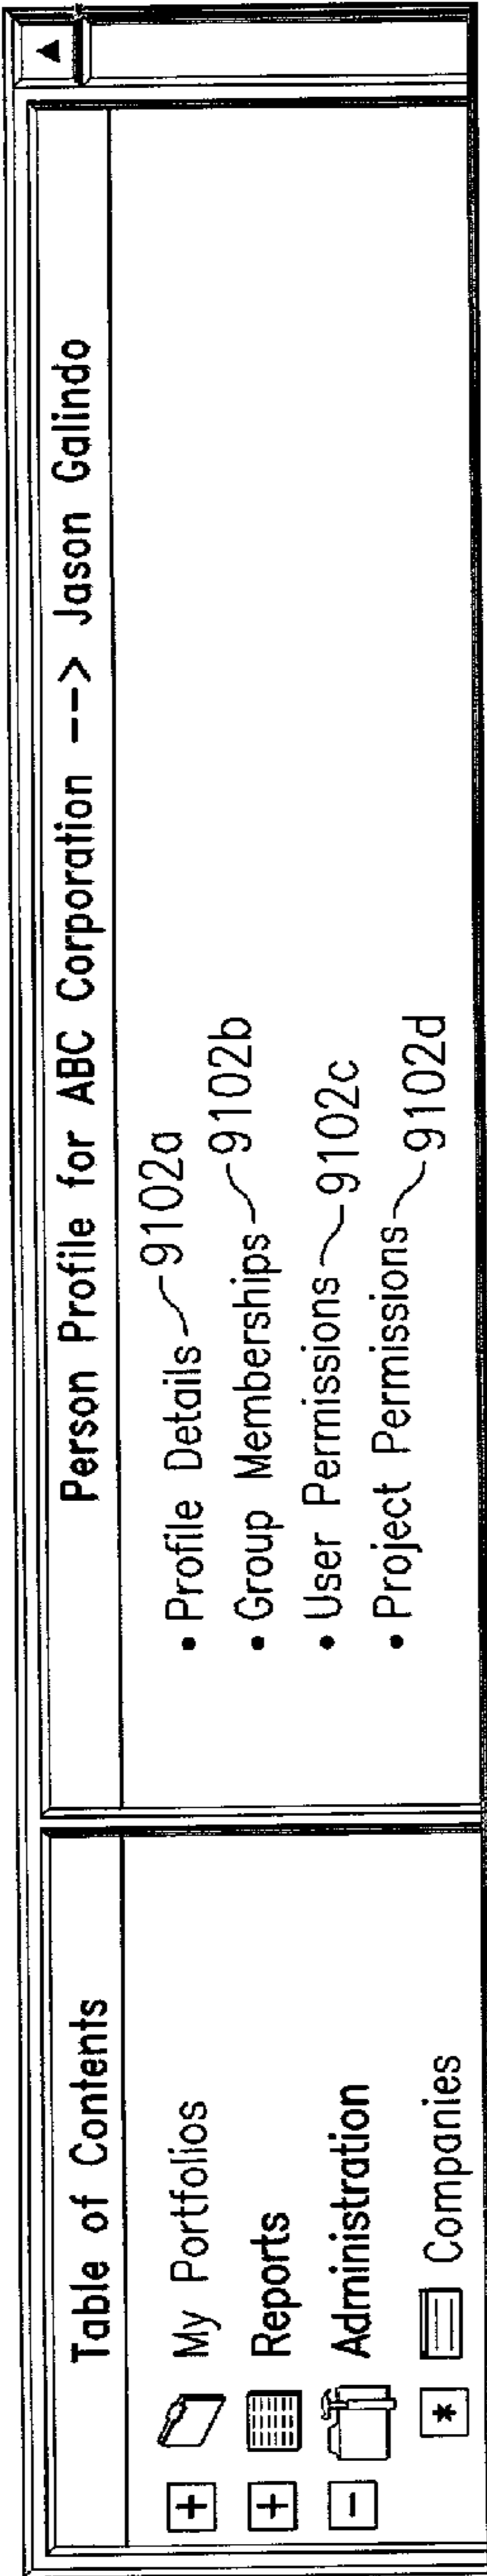 Table of Contents
+ My Portfolios
+ Reports
- Administration
* Companies
Person Profile for ABC Corporation --> Jason Galindo
• Profile Details 9102a
• Group Memberships 9102b
• User Permissions 9102c
• Project Permissions 9102d